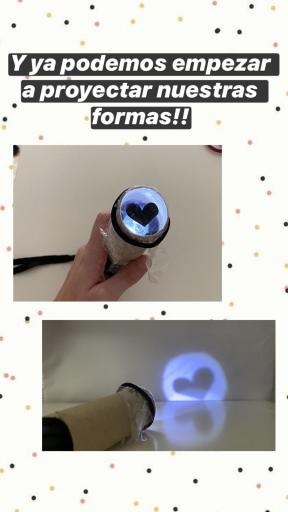 Y ya podemos empezar
a proyectar nuestras
formas!!